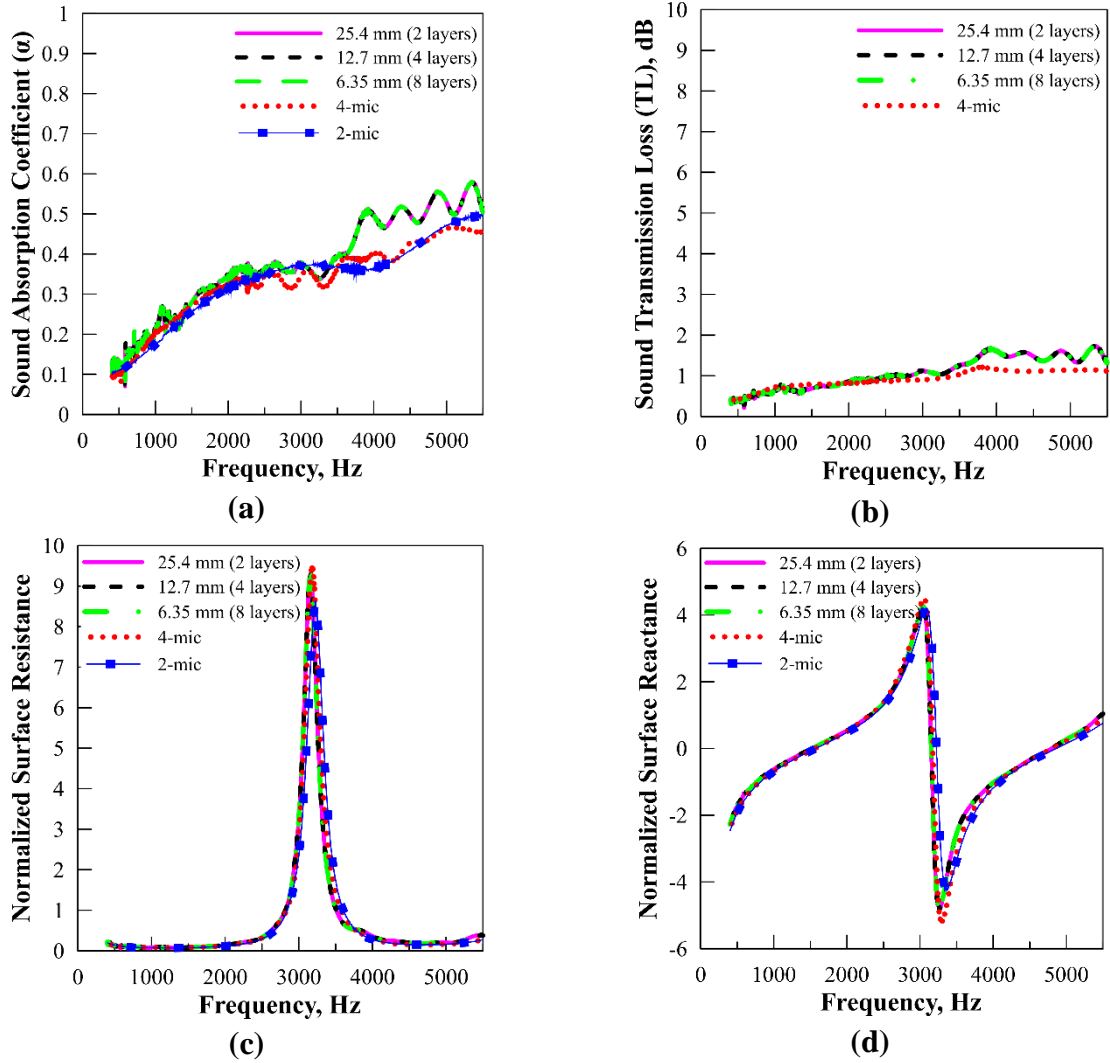 Sound Absorption Coefficient (α)
1
0.9
0.8
0.7
0.6
0.5
0.4
0.3
0.2
0.1
0
25.4 mm (2 layers)
12.7 mm (4 layers)
6.35 mm (8 layers)
4-mic
2-mic
0 1000 2000 3000 4000 5000
Frequency, Hz
(a)
Sound Transmission Loss (TL), dB
10
9
8
7
6
5
4
3
2
1
0
25.4 mm (2 layers)
12.7 mm (4 layers)
6.35 mm (8 layers)
4-mic
0 1000 2000 3000 4000 5000
Frequency, Hz
(b)
Normalized Surface Resistance
10
9
8
7
6
5
4
3
2
1
0
25.4 mm (2 layers)
12.7 mm (4 layers)
6.35 mm (8 layers)
4-mic
2-mic
0 1000 2000 3000 4000 5000
Frequency, Hz
(c)
Normalized Surface Reactance
6
4
2
0
-2
-4
-6
25.4 mm (2 layers)
12.7 mm (4 layers)
6.35 mm (8 layers)
4-mic
2-mic
0 1000 2000 3000 4000 5000
Frequency, Hz
(d)